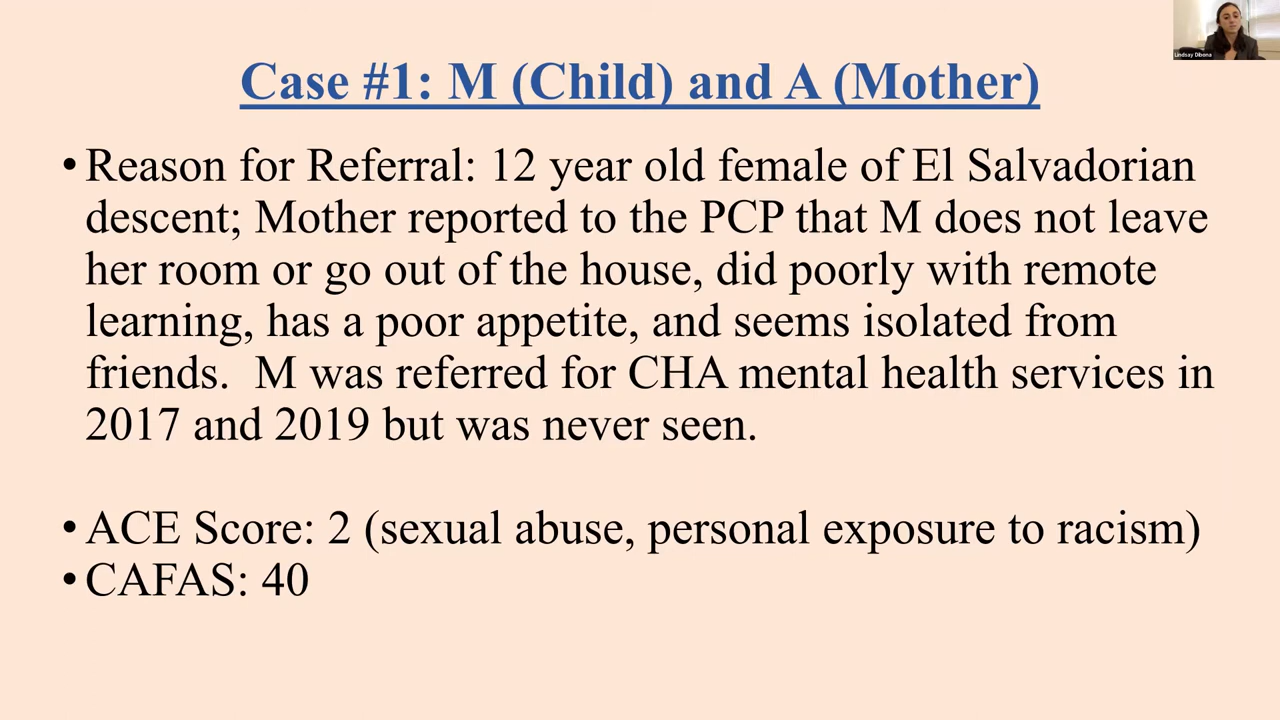 Lindsay Dibona
Case #1: M (Child) and A (Mother)
• Reason for Referral: 12 year old female of El Salvadorian
descent; Mother reported to the PCP that M does not leave
her room or go out of the house, did poorly with remote
learning, has a poor appetite, and seems isolated from
friends.  M was referred for CHA mental health services in
2017 and 2019 but was never seen.
• ACE Score: 2 (sexual abuse, personal exposure to racism)
• CAFAS: 40